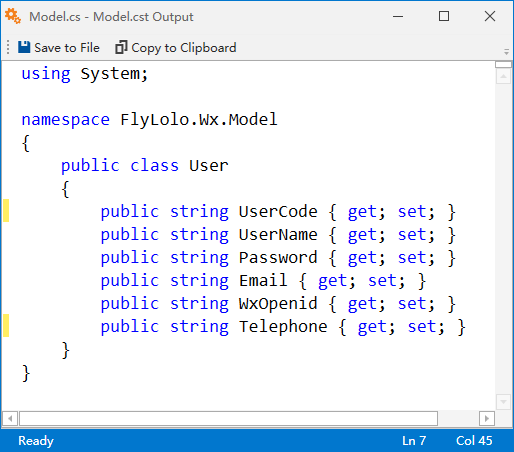 Model.cs - Model.cst Output
Save to File Copy to Clipboard
using System;
namespace FlyLolo.Wx.Model
{
public class User
{
public string UserCode { get; set; }
public string UserName { get; set; }
public string Password { get; set; }
public string Email { get; set; }
public string WxOpenid { get; set; }
public string Telephone { get; set; }
}
}
Ready Ln 7 Col 45